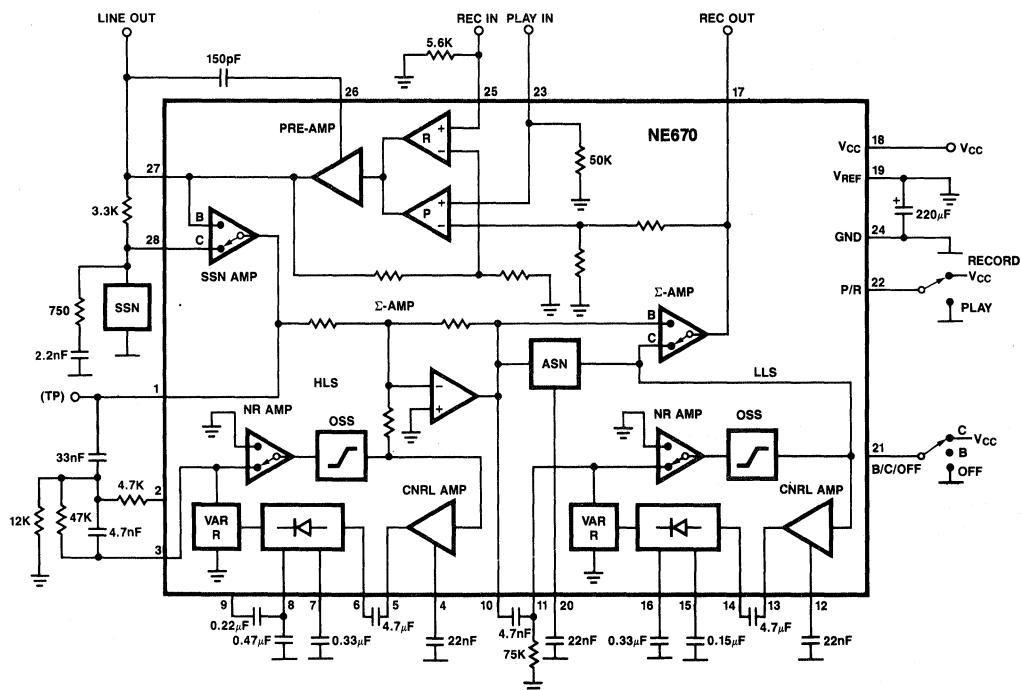 LINE OUT
REC IN PLAY IN
REC OUT
5.6K
150pF
26
25
23
17
PRE-AMP
NE670
R
+
−
50K
P
+
−
VCC 18
VCC
VREF 19
+
220μF
GND 24
RECORD
VCC
P/R 22
PLAY
27
3.3K
28
B
C
SSN AMP
750
SSN
2.2nF
Σ-AMP
Σ-AMP
B
C
ASN
HLS
LLS
−
+
(TP)
1
NR AMP
OSS
NR AMP
OSS
21
B/C/OFF
C
VCC
B
OFF
33nF
4.7K
2
12K
47K
4.7nF
3
VAR
R
CNRL AMP
VAR
R
CNRL AMP
9
8
7
6
5
4
10
11
20
16
15
14
13
12
0.22μF
0.47μF
0.33μF
4.7μF
22nF
4.7nF
75K
22nF
0.33μF
0.15μF
4.7μF
22nF